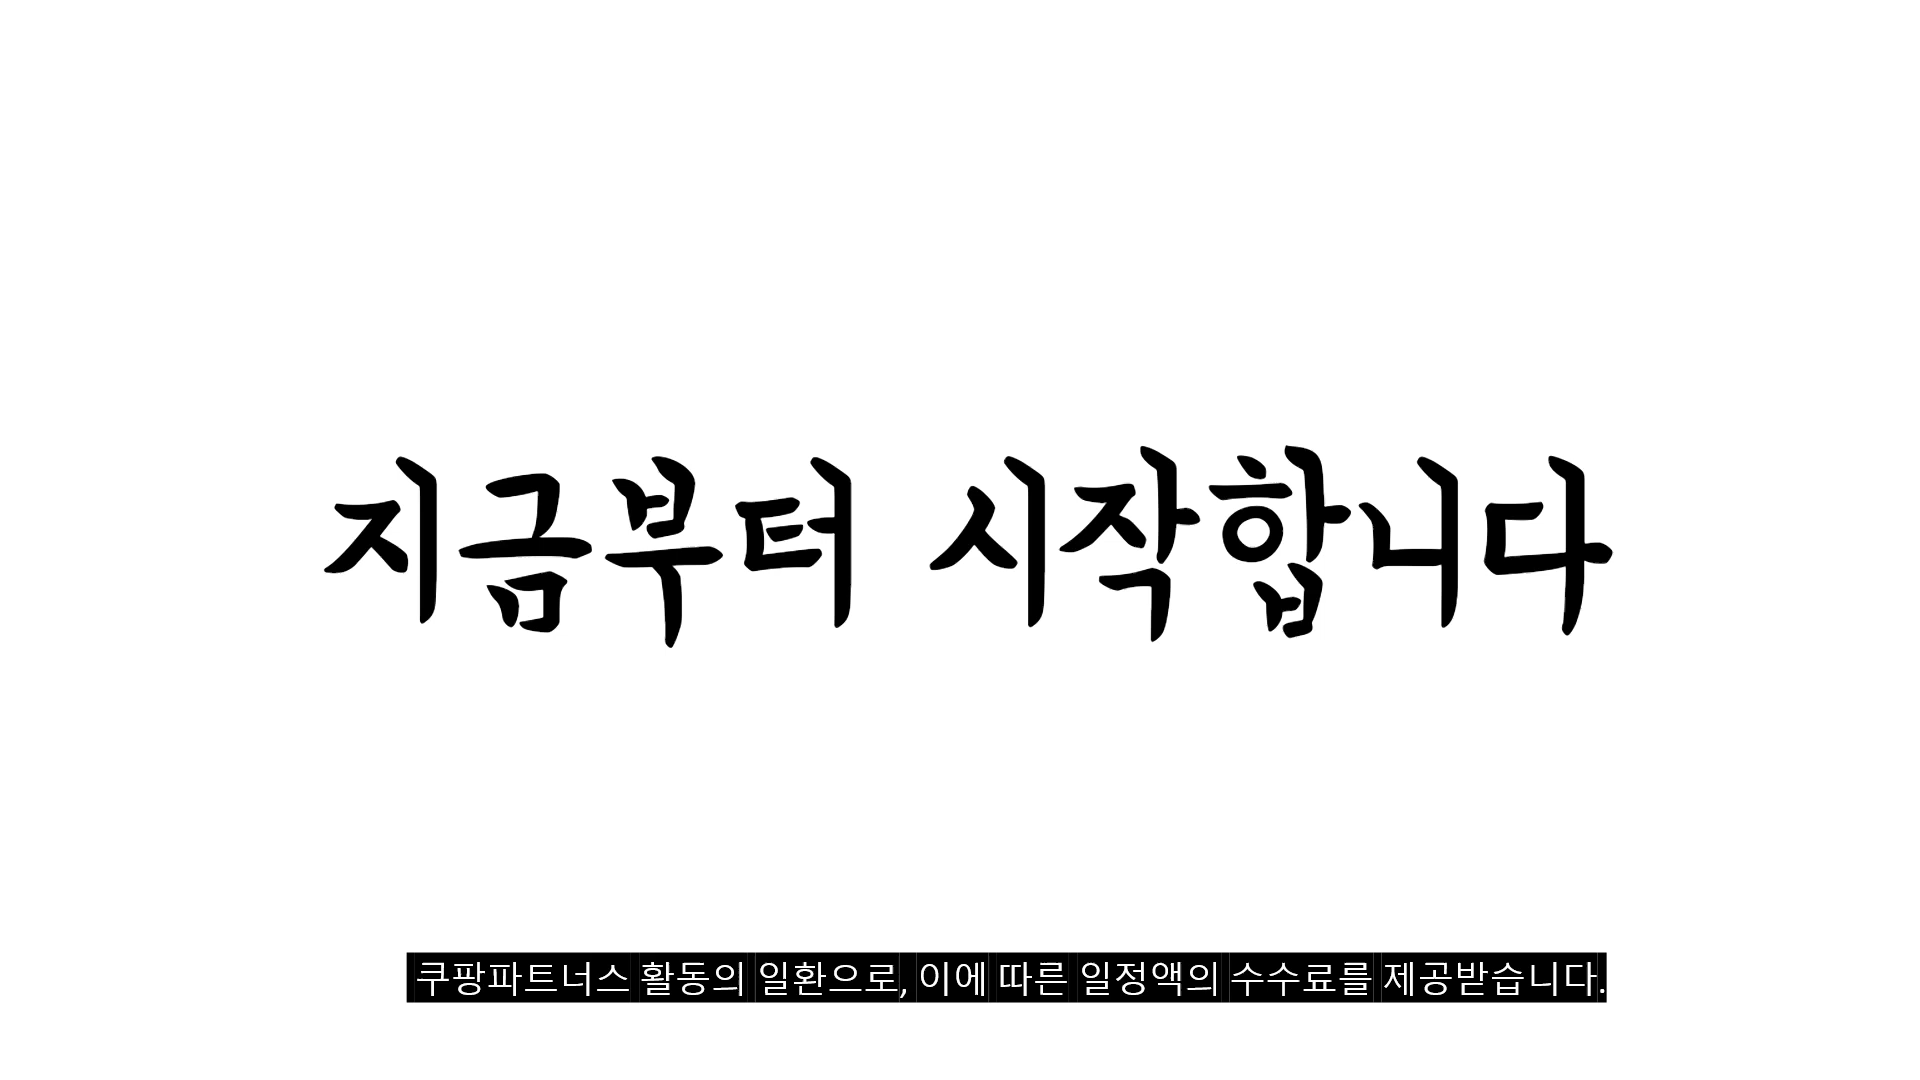 지금부터 시작합니다
쿠팡파트너스 활동의 일환으로, 이에 따른 일정액의 수수료를 제공받습니다.